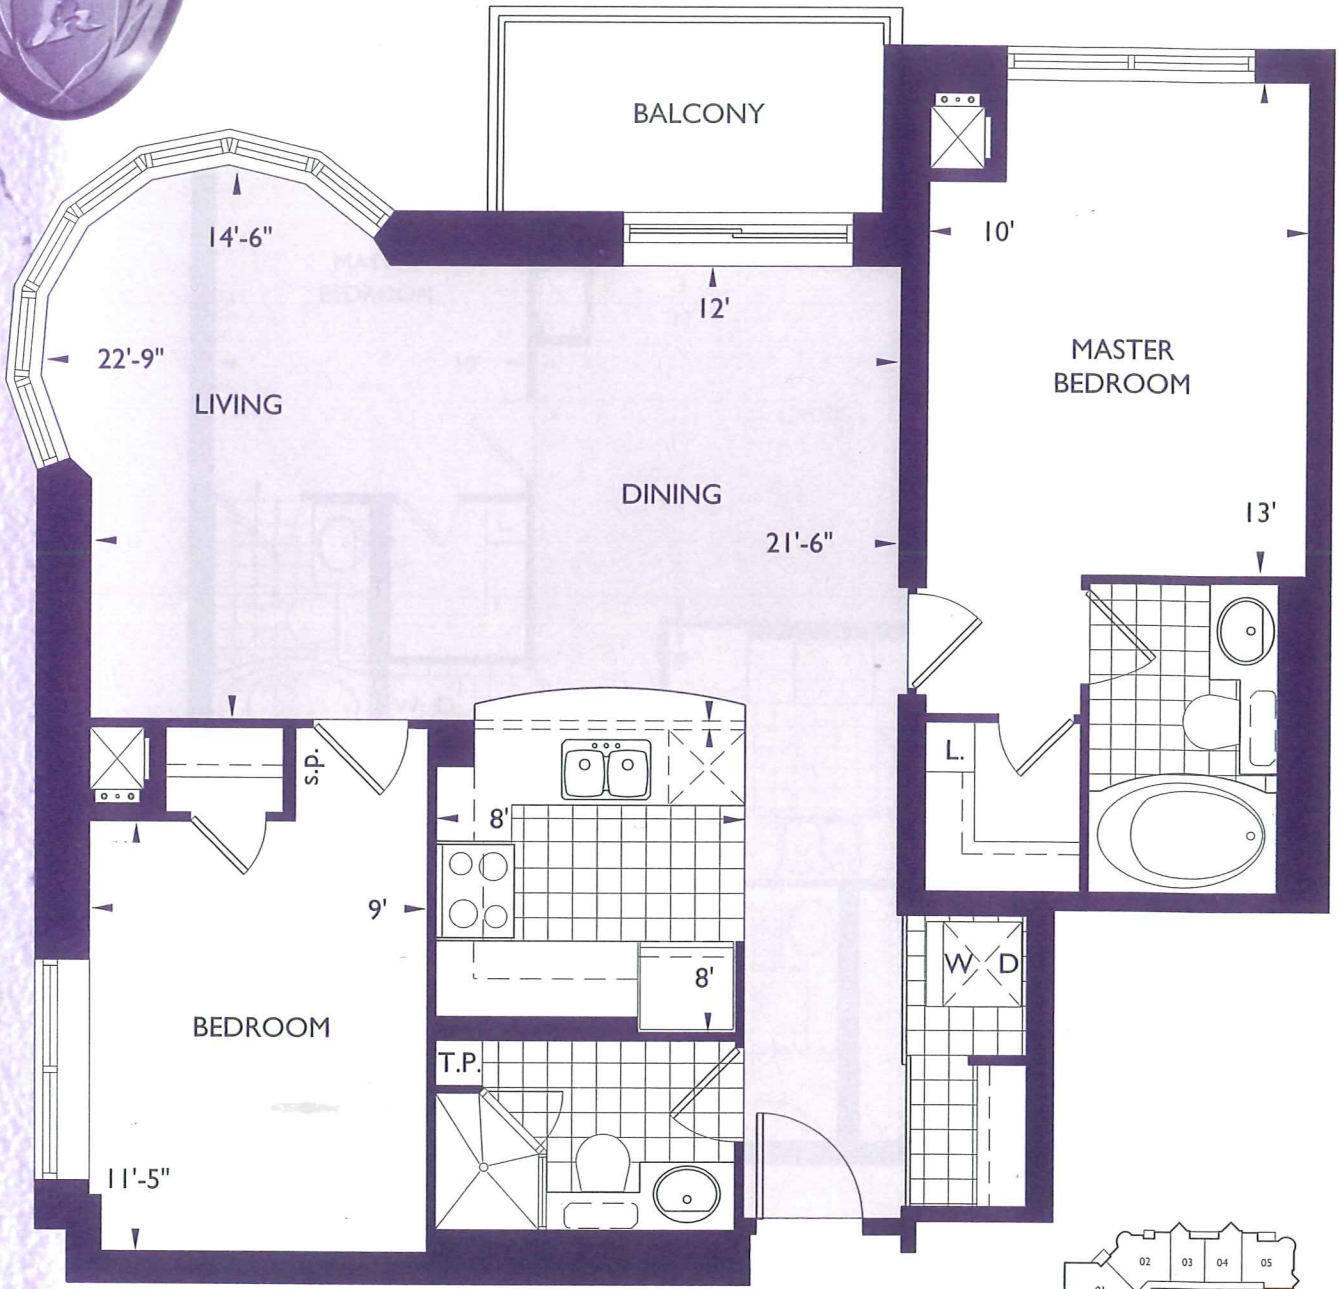 BALCONY
14'-6"
10'
12'
22'-9"
MASTER
BEDROOM
LIVING
DINING
13'
21'-6"
s.p.
L.
8'
9'
W D
8'
BEDROOM
T.P.
11'-5"
02 03 04 05